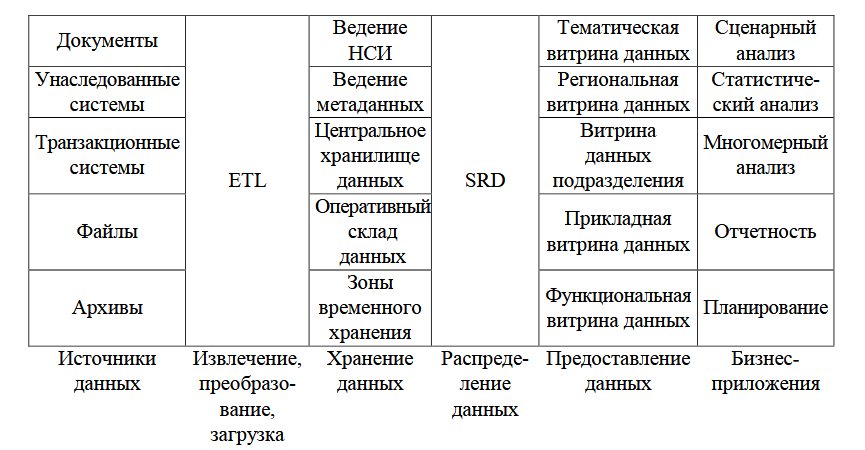 Документы
Ведение
НСИ
Тематическая
витрина данных
Сценарный
анализ
Унаследованные
системы
Ведение
метаданных
Региональная
витрина данных
Статистиче-
ский анализ
Транзакционные
системы
ETL
Центральное
хранилище
данных
SRD
Витрина
данных
подразделения
Многомерный
анализ
Файлы
Оперативный
склад
данных
Прикладная
витрина данных
Отчетность
Архивы
Зоны
временного
хранения
Функциональная
витрина данных
Планирование
Источники
данных
Извлечение,
преобразо-
вание,
загрузка
Хранение
данных
Распреде-
ление
данных
Предоставление
данных
Бизнес-
приложения